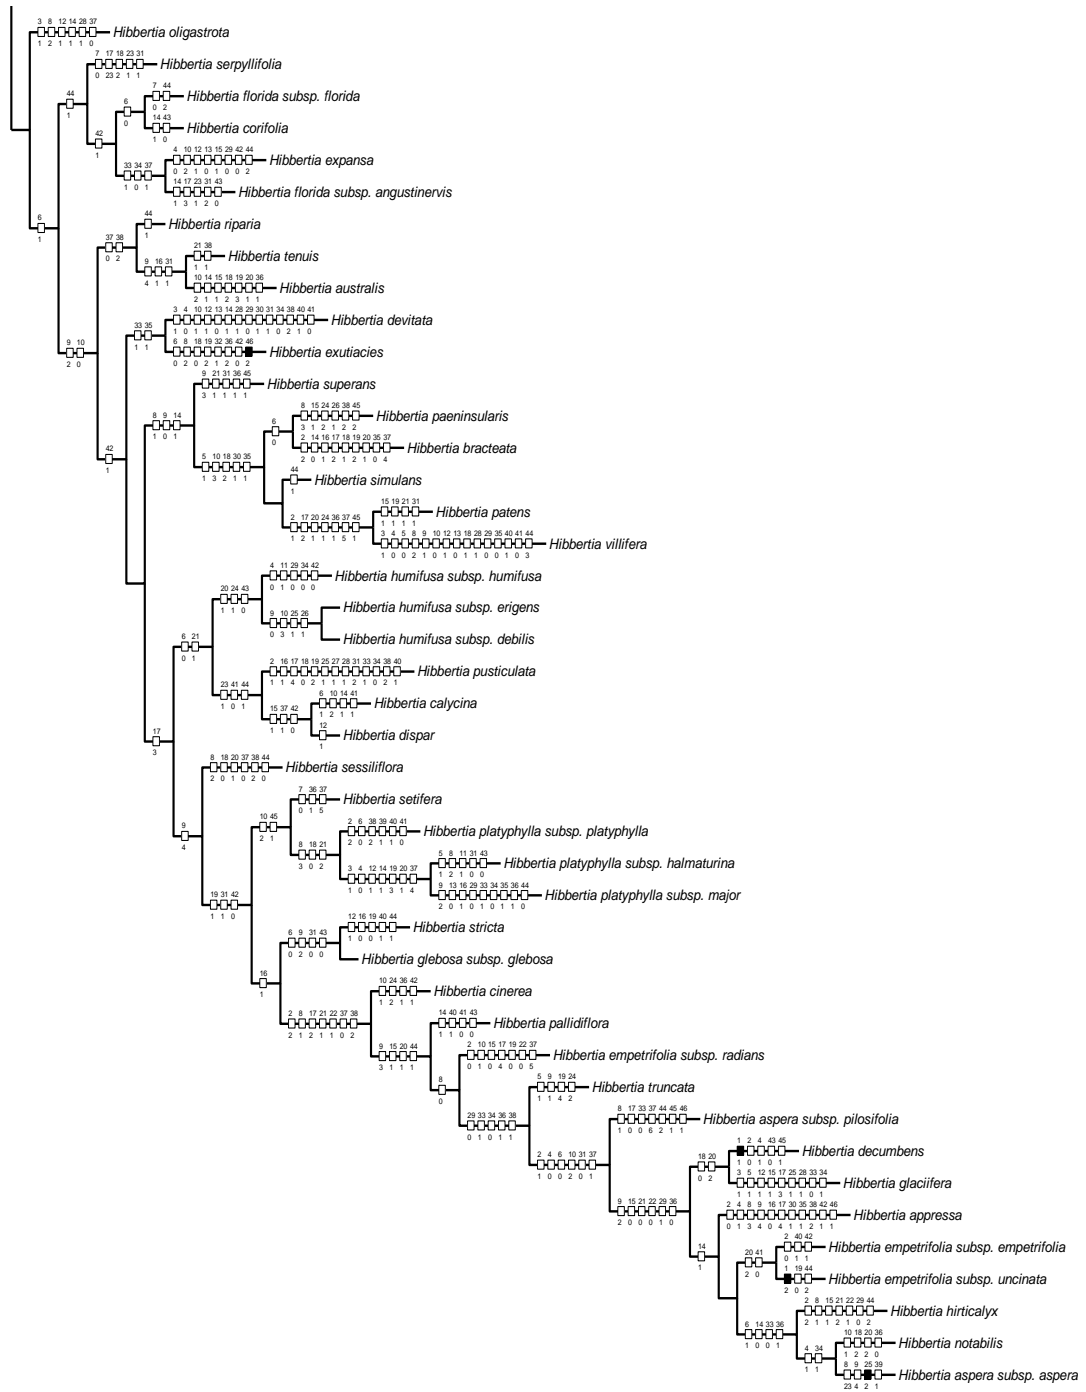 3 8 12 14 28 37
Hibbertia oligastrota
1 2 1 1 1 0
7 17 18 23 31
Hibbertia serpyllifolia
0 23 2 1 1
7 44
Hibbertia florida subsp. florida
0 2
44
1
6
0
14 43
Hibbertia corifolia
1 0
42
1
4 10 12 13 15 29 42 44
Hibbertia expansa
0 2 1 0 1 0 0 2
33 34 37
1 0 1
14 17 23 31 43
Hibbertia florida subsp. angustinervis
1 3 1 2 0
6
1
44
Hibbertia riparia
1
37 38
0 2
21 38
Hibbertia tenuis
1 1
9 16 31
4 1 1
10 14 15 18 19 20 36
Hibbertia australis
2 1 1 2 3 1 1
3 4 10 12 13 14 28 29 30 31 34 38 40 41
Hibbertia devitata
1 0 1 1 0 1 1 0 1 1 0 2 1 0
33 35
1 1
9 10
2 0
6 8 18 19 32 36 42 46
Hibbertia exutiacies
0 2 0 2 1 2 0 2
9 21 31 36 45
Hibbertia superans
3 1 1 1 1
8 15 24 26 38 45
Hibbertia paeninsularis
3 1 2 1 2 2
8 9 14
1 0 1
6
0
2 14 16 17 18 19 20 35 37
Hibbertia bracteata
2 0 1 2 1 2 1 0 4
42
1
5 10 18 30 35
1 3 2 1 1
44
Hibbertia simulans
1
15 19 21 31
Hibbertia patens
1 1 1 1
2 17 20 24 36 37 45
1 2 1 1 1 5 1
3 4 5 8 9 10 12 13 18 28 29 35 40 41 44
Hibbertia villifera
1 0 0 2 1 0 1 0 1 1 0 0 1 0 3
4 11 29 34 42
Hibbertia humifusa subsp. humifusa
0 1 0 0 0
20 24 43
1 1 0
Hibbertia humifusa subsp. erigens
9 10 25 26
0 3 1 1
Hibbertia humifusa subsp. debilis
6 21
0 1
2 16 17 18 19 25 27 28 31 33 34 38 40
Hibbertia pusticulata
1 1 4 0 2 1 1 1 2 1 0 2 1
23 41 44
1 0 1
6 10 14 41
Hibbertia calycina
1 2 1 1
15 37 42
1 1 0
12
Hibbertia dispar
1
17
3
8 18 20 37 38 44
Hibbertia sessiliflora
2 0 1 0 2 0
7 36 37
Hibbertia setifera
0 1 5
10 45
2 1
9
4
2 6 38 39 40 41
Hibbertia platyphylla subsp. platyphylla
2 0 2 1 1 0
8 18 21
3 0 2
5 8 11 31 43
Hibbertia platyphylla subsp. halmaturina
1 2 1 0 0
3 4 12 14 19 20 37
1 0 1 1 3 1 4
9 13 16 29 33 34 35 36 44
Hibbertia platyphylla subsp. major
2 0 1 0 1 0 1 1 0
19 31 42
1 1 0
12 16 19 40 44
Hibbertia stricta
1 0 0 1 1
6 9 31 43
0 2 0 0
Hibbertia glebosa subsp. glebosa
16
1
10 24 36 42
Hibbertia cinerea
1 2 1 1
2 8 17 21 22 37 38
2 1 2 1 1 0 2
14 40 41 43
Hibbertia pallidiflora
1 1 0 0
9 15 20 44
3 1 1 1
2 10 15 17 19 22 37
Hibbertia empetrifolia subsp. radians
0 1 0 4 0 0 5
8
0
5 9 19 24
Hibbertia truncata
1 1 4 2
29 33 34 36 38
0 1 0 1 1
8 17 33 37 44 45 46
Hibbertia aspera subsp. pilosifolia
1 0 0 6 2 1 1
2 4 6 10 31 37
1 0 0 2 0 1
1 2 4 43 45
Hibbertia decumbens
1 0 1 0 1
18 20
0 2
3 5 12 15 17 25 28 33 34
Hibbertia glaciifera
1 1 1 1 3 1 1 0 1
9 15 21 22 29 36
2 0 0 0 1 0
2 4 8 9 16 17 30 35 38 42 46
Hibbertia appressa
0 1 3 4 0 4 1 1 2 1 1
14
1
2 40 42
Hibbertia empetrifolia subsp. empetrifolia
0 1 1
20 41
2 0
1 19 44
Hibbertia empetrifolia subsp. uncinata
2 0 2
2 8 15 21 22 29 44
Hibbertia hirticalyx
2 1 1 2 1 0 2
6 14 33 36
1 0 0 1
10 18 20 36
Hibbertia notabilis
1 2 2 0
4 34
1 1
8 9 25 39
Hibbertia aspera subsp. aspera
23 4 2 1